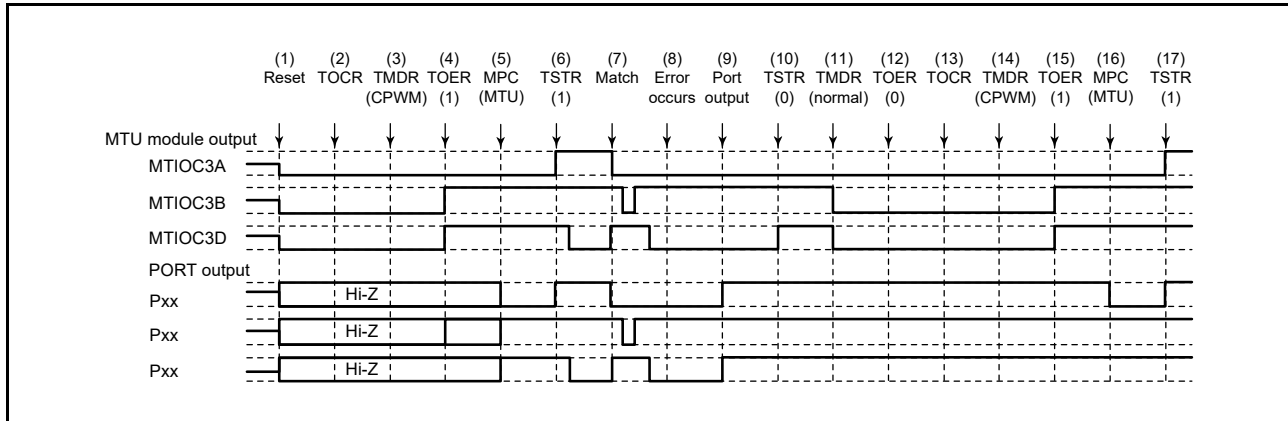 (1) (2) (3) (4) (5) (6) (7) (8) (9) (10) (11) (12) (13) (14) (15) (16) (17)
Reset TOCR TMDR TOER MPC TSTR Match Error Port TSTR TMDR TOER TOCR TMDR TOER MPC TSTR
(CPWM) (1) (MTU) (1) occurs output (0) (normal) (0) (CPWM) (1) (MTU) (1)
MTU module output
MTIOC3A
MTIOC3B
MTIOC3D
PORT output
Pxx Hi-Z
Pxx Hi-Z
Pxx Hi-Z